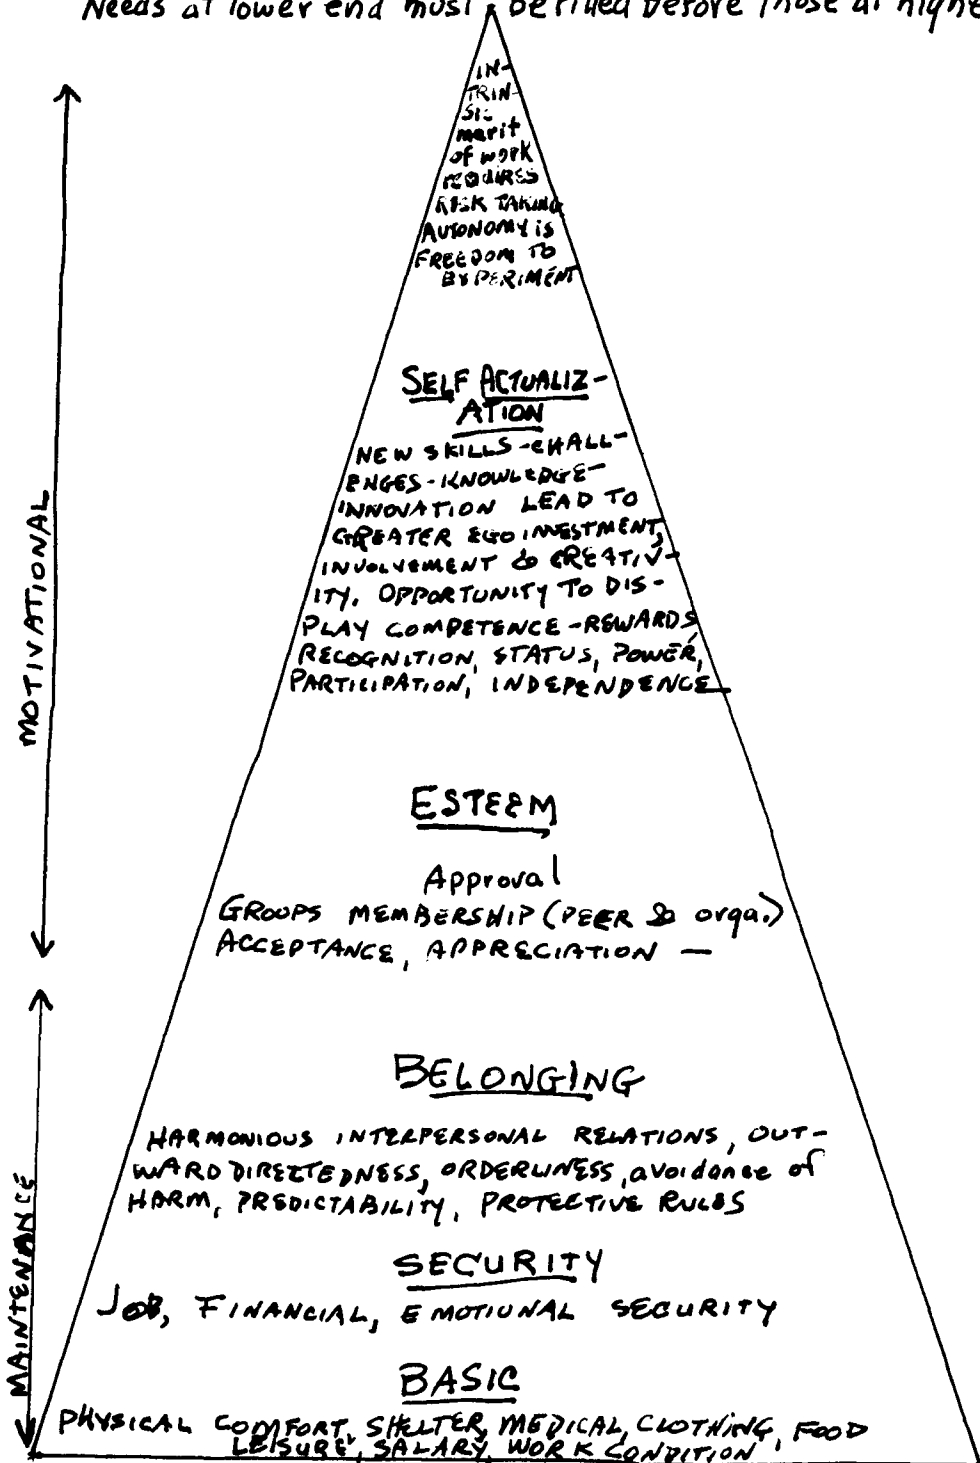 Needs at lower end must be filled before those at highe
IN-
TRIN-
SIC
merit
of work
REQUIRES
RISK TAKING
AUTONOMY is
FREEDOM TO
EXPERIMENT
SELF ACTUALIZ-
ATION
NEW SKILLS-CHALL-
ENGES-KNOWLEDGE-
INNOVATION LEAD TO
GREATER EGO INVESTMENT,
INVOLVEMENT & CREATIV-
ITY. OPPORTUNITY TO DIS-
PLAY COMPETENCE-REWARDS,
RECOGNITION, STATUS, POWER,
PARTICIPATION, INDEPENDENCE
MOTIVATIONAL
ESTEEM
Approval
GROUPS MEMBERSHIP (PEER & orga.)
ACCEPTANCE, APPRECIATION —
BELONGING
HARMONIOUS INTERPERSONAL RELATIONS, OUT-
WARD DIRECTEDNESS, ORDERLINESS, avoidance of
HARM, PREDICTABILITY, PROTECTIVE RULES
MAINTENANCE
SECURITY
JOB, FINANCIAL, EMOTIONAL SECURITY
BASIC
PHYSICAL COMFORT, SHELTER, MEDICAL, CLOTHING, FOOD
LEISURE, SALARY, WORK CONDITION